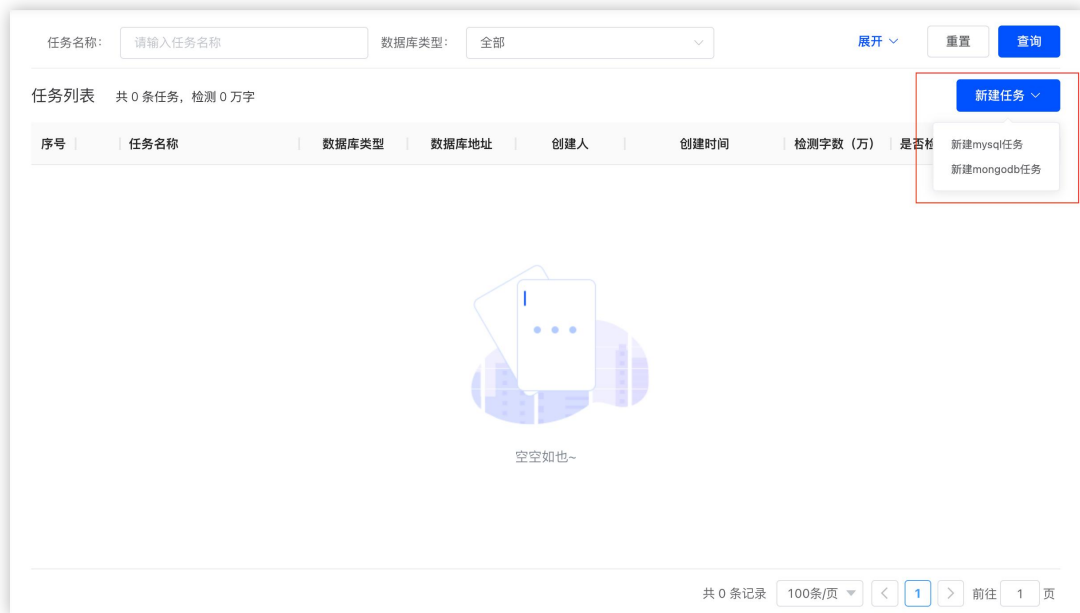 任务名称： 请输入任务名称 数据库类型： 全部 展开 重置 查询
任务列表 共 0 条任务，检测 0 万字 新建任务
序号 任务名称 数据库类型 数据库地址 创建人 创建时间 检测字数（万） 是否检
新建mysql任务
新建mongodb任务
空空如也~
共 0 条记录 100条/页 1 前往 1 页